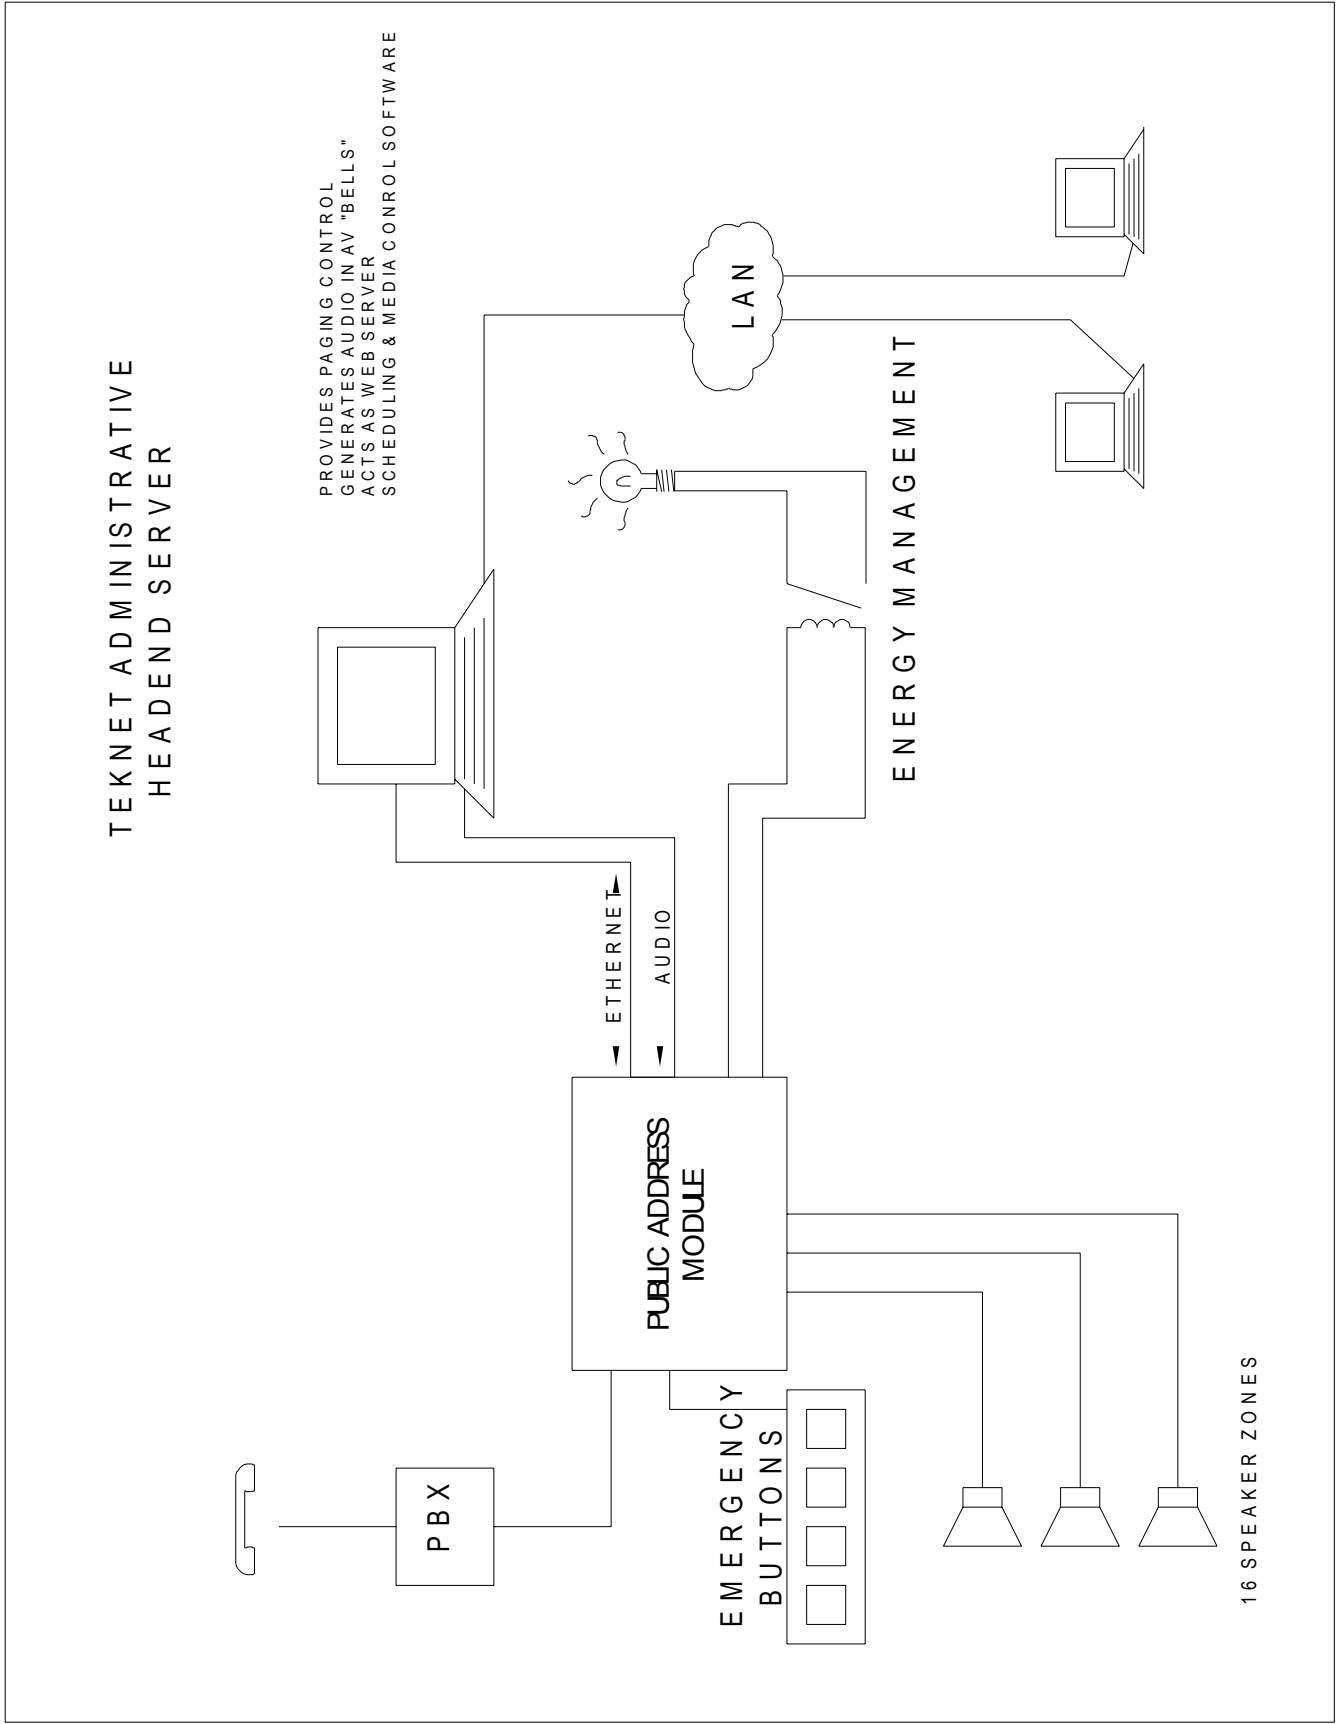 TEKNET ADMINISTRATIVE
HEADEND SERVER
PROVIDES PAGING CONTROL
GENERATES AUDIO IN AV "BELLS"
ACTS AS WEB SERVER
SCHEDULING & MEDIA CONROL SOFTWARE
PBX
ETHERNET
AUDIO
PUBLIC ADDRESS
MODULE
LAN
EMERGENCY
BUTTONS
ENERGY MANAGEMENT
16 SPEAKER ZONES